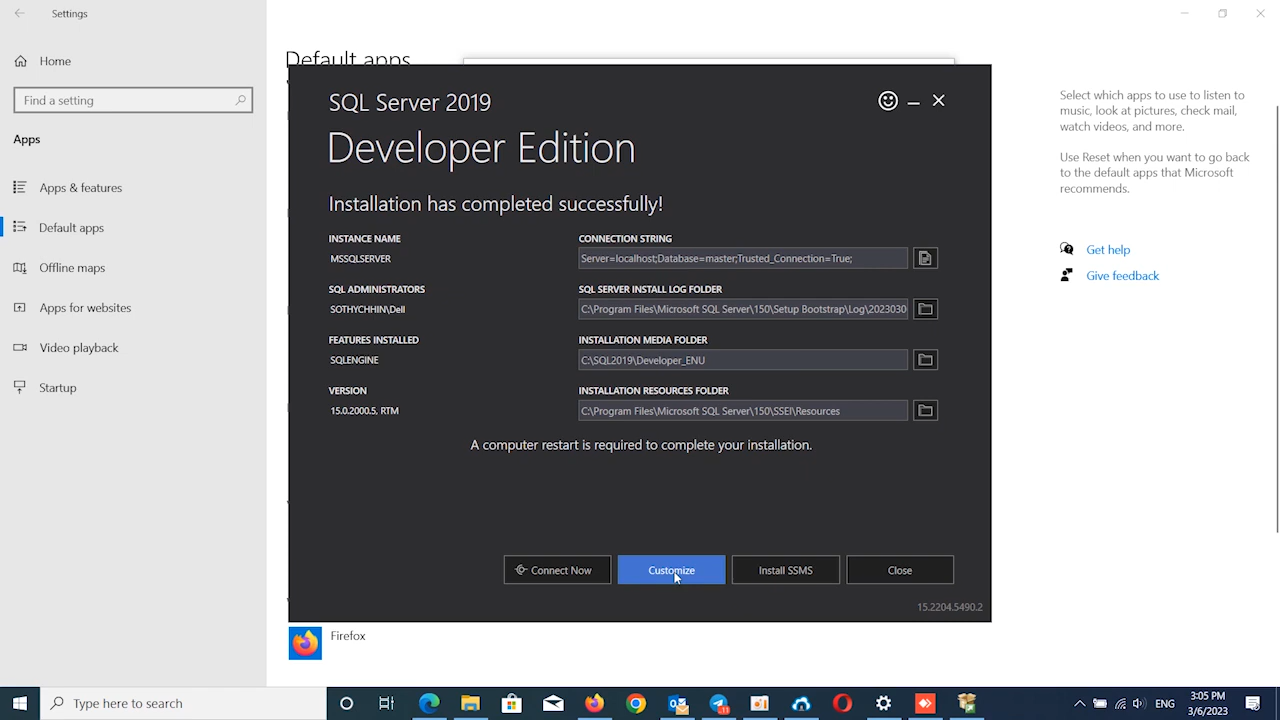 Settings
Home
Find a setting
Apps
Apps & features
Default apps
Offline maps
Apps for websites
Video playback
Startup
Default apps
SQL Server 2019
Developer Edition
Installation has completed successfully!
INSTANCE NAME
MSSQLSERVER
CONNECTION STRING
Server=localhost;Database=master;Trusted_Connection=True;
SQL ADMINISTRATORS
SOTHYCHHIN\Dell
SQL SERVER INSTALL LOG FOLDER
C:\Program Files\Microsoft SQL Server\150\Setup Bootstrap\Log\2023030
FEATURES INSTALLED
SQLENGINE
INSTALLATION MEDIA FOLDER
C:\SQL2019\Developer_ENU
VERSION
15.0.2000.5, RTM
INSTALLATION RESOURCES FOLDER
C:\Program Files\Microsoft SQL Server\150\SSEI\Resources
A computer restart is required to complete your installation.
Connect Now
Customize
Install SSMS
Close
15.2204.5490.2
Firefox
Select which apps to use to listen to
music, look at pictures, check mail,
watch videos, and more.
Use Reset when you want to go back
to the default apps that Microsoft
recommends.
Get help
Give feedback
Type here to search
ENG
3:05 PM
3/6/2023